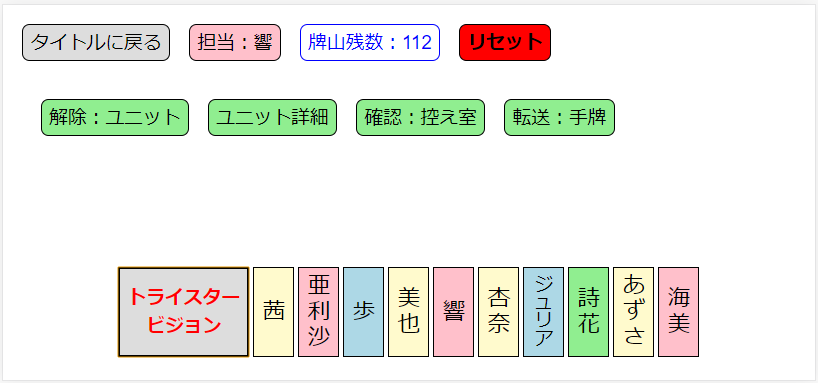 タイトルに戻る 担当：響 牌山残数：112 リセット
解除：ユニット ユニット詳細 確認：控え室 転送：手牌
トライスター
ビジョン
茜
亜利沙
歩
美也
響
杏奈
ジュリア
詩花
あずさ
海美